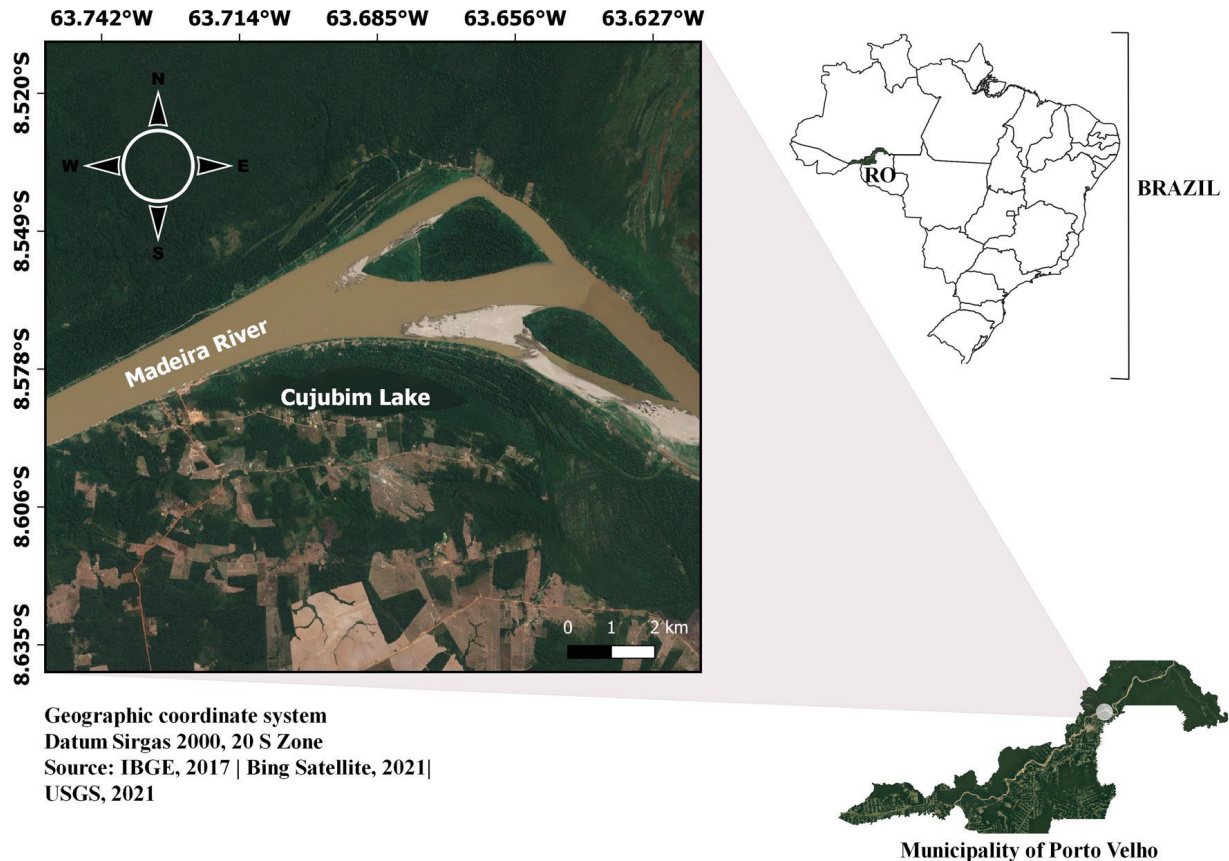 63.742°W 63.714°W 63.685°W 63.656°W 63.627°W
8.520°S
8.549°S
8.578°S
8.606°S
8.635°S
N
W E
S
Madeira River
Cujubim Lake
0 1 2 km
RO
BRAZIL
Geographic coordinate system
Datum Sirgas 2000, 20 S Zone
Source: IBGE, 2017 | Bing Satellite, 2021|
USGS, 2021
Municipality of Porto Velho